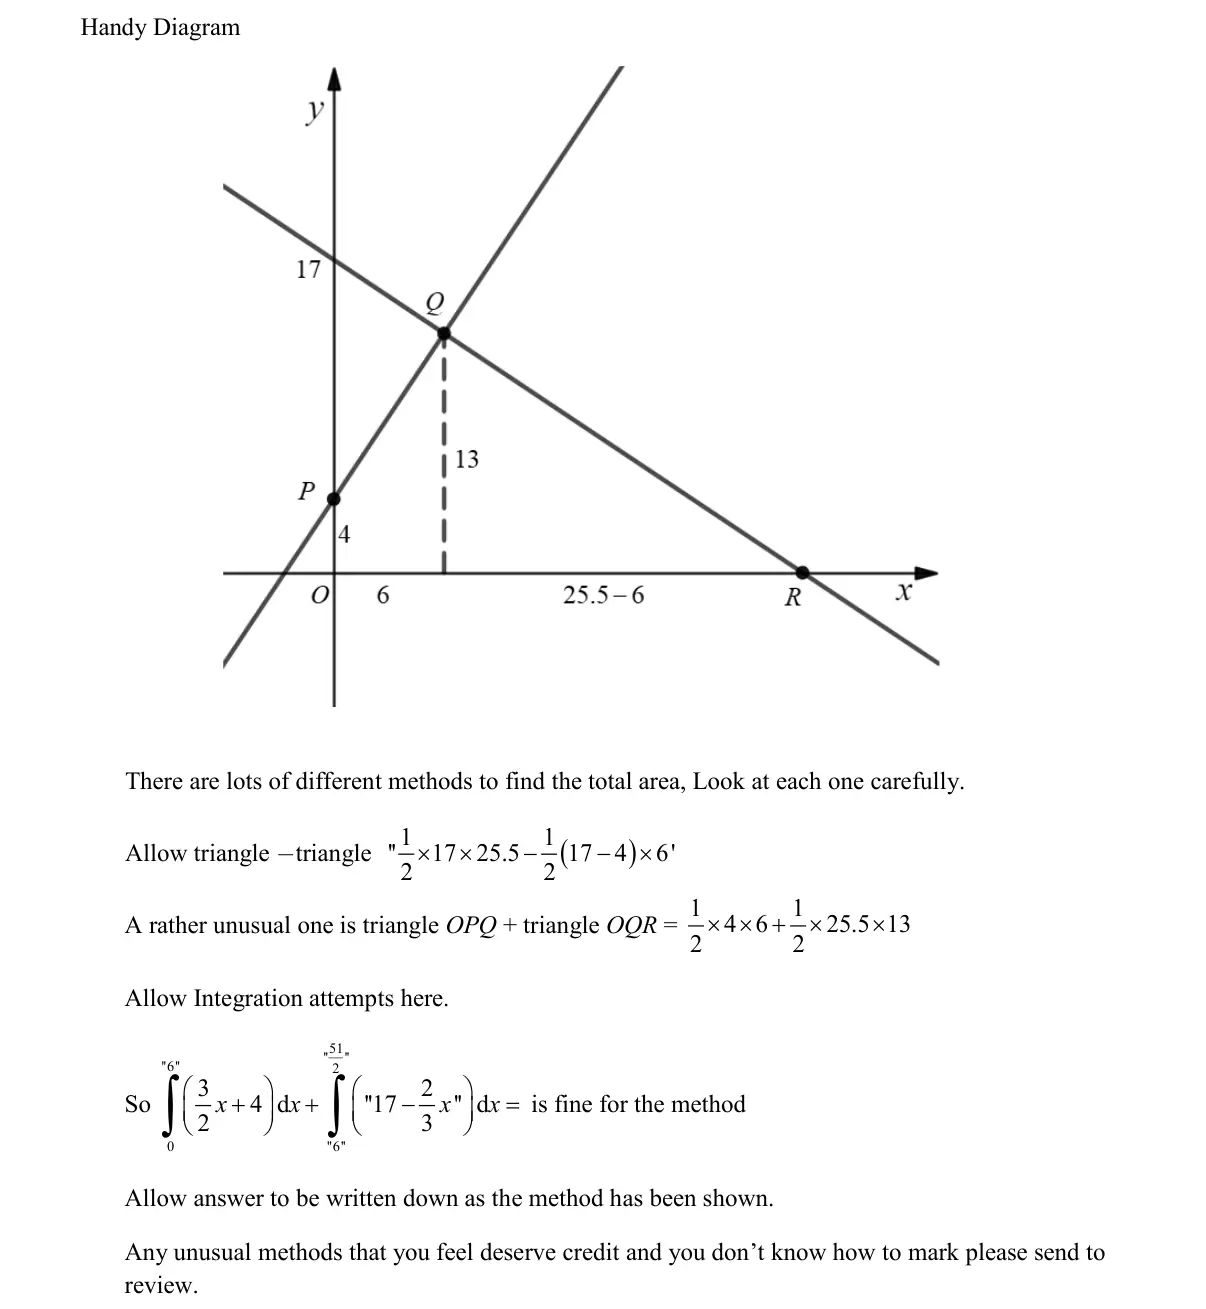 Handy Diagram
y
17
Q
13
P
4
O 6 25.5 – 6 R x
There are lots of different methods to find the total area, Look at each one carefully.
Allow triangle –triangle "1/2×17×25.5–1/2(17–4)×6'
A rather unusual one is triangle OPQ + triangle OQR = 1/2×4×6+1/2×25.5×13
Allow Integration attempts here.
So ∫_0^"6" (3/2x+4)dx+ ∫_"6"^"51/2" ("17–2/3x")dx = is fine for the method
Allow answer to be written down as the method has been shown.
Any unusual methods that you feel deserve credit and you don’t know how to mark please send to
review.